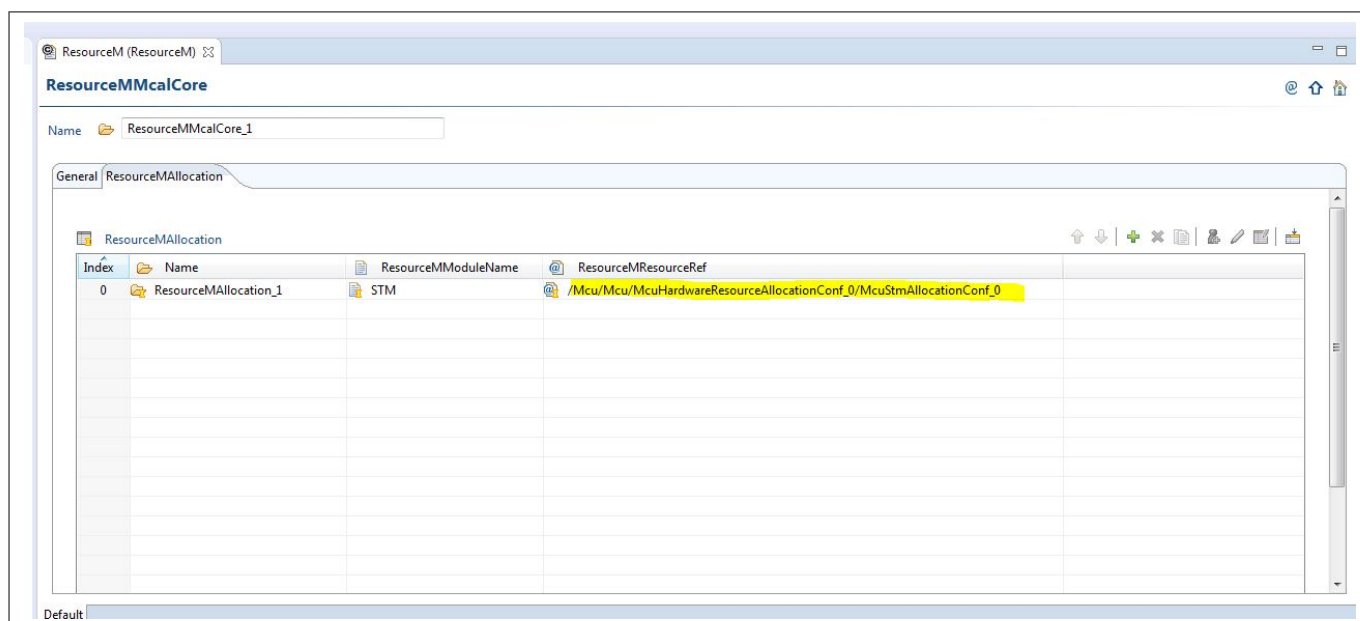 ResourceM (ResourceM)
ResourceMMcalCore
Name ResourceMMcalCore_1
General ResourceMAllocation
ResourceMAllocation
Index Name ResourceMModuleName ResourceMResourceRef
0 ResourceMAllocation_1 STM /Mcu/Mcu/McuHardwareResourceAllocationConf_0/McuStmAllocationConf_0
Default